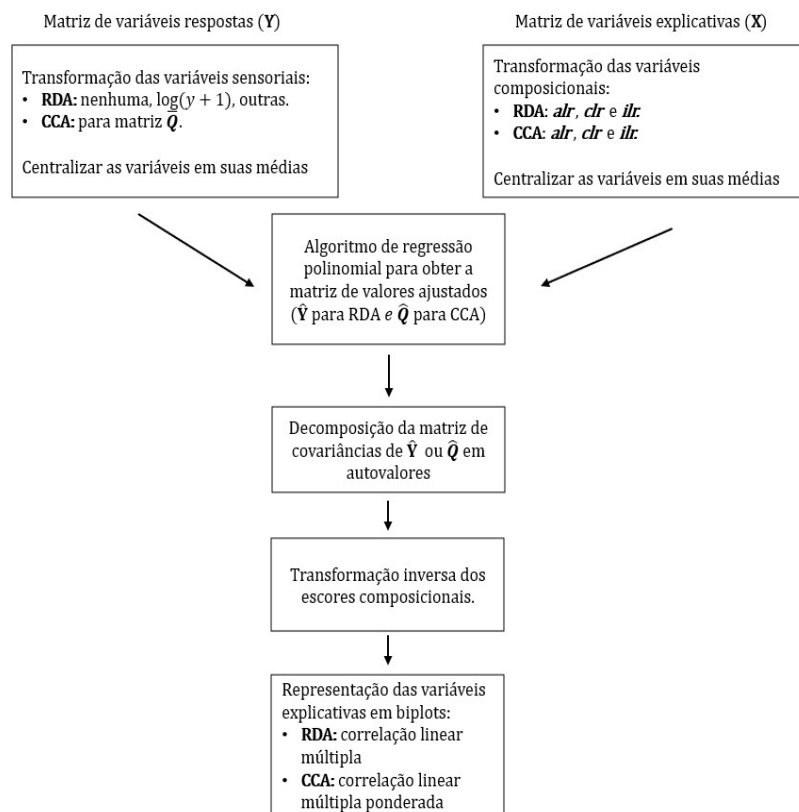 Matriz de variáveis respostas (Y)
Matriz de variáveis explicativas (X)
Transformação das variáveis sensoriais:
• RDA: nenhuma, log(y + 1), outras.
• CCA: para matriz Q̅.
Centralizar as variáveis em suas médias
Transformação das variáveis
composicionais:
• RDA: alr, clr e ilr.
• CCA: alr, clr e ilr.
Centralizar as variáveis em suas médias
Algoritmo de regressão
polinomial para obter a
matriz de valores ajustados
(Ŷ para RDA e Q̂ para CCA)
Decomposição da matriz de
covariâncias de Ŷ ou Q̂ em
autovalores
Transformação inversa dos
escores composicionais.
Representação das variáveis
explicativas em biplots:
• RDA: correlação linear
múltipla
• CCA: correlação linear
múltipla ponderada